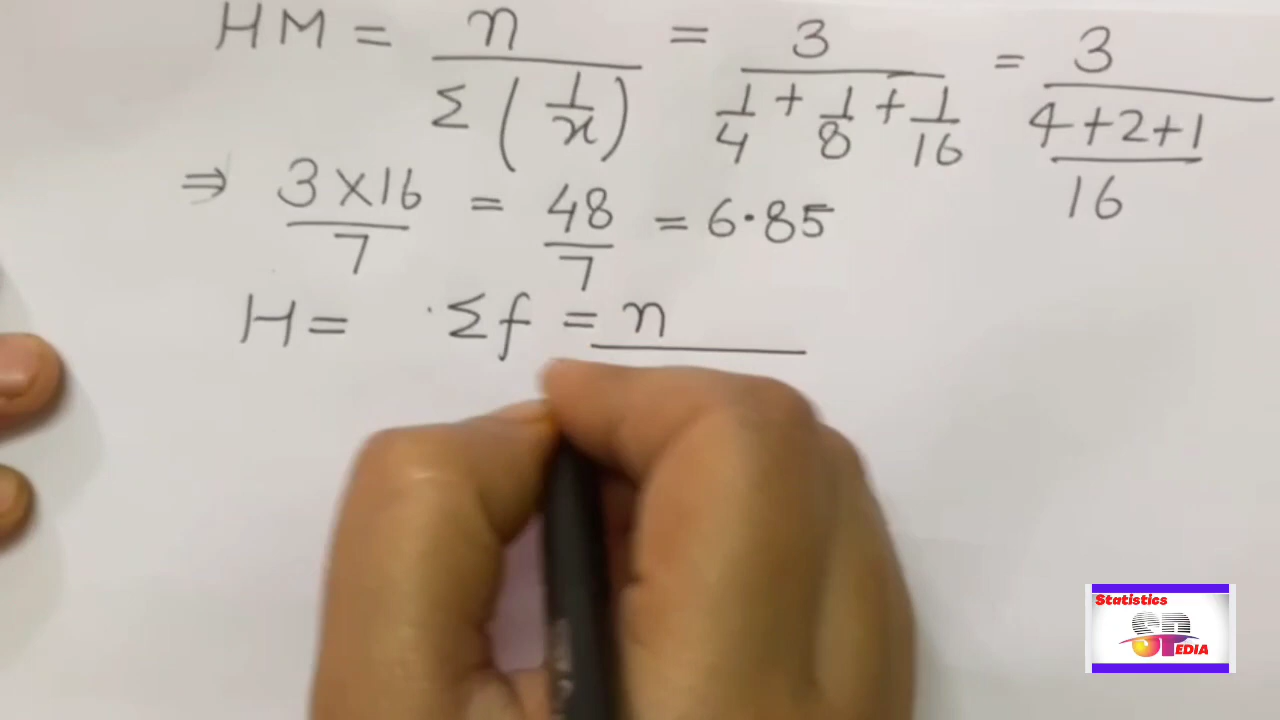 HM = n / Σ(1/x) = 3 / (1/4 + 1/8 + 1/16) = 3 / ((4+2+1)/16)
⇒ 3×16 / 7 = 48 / 7 = 6.85
H = Σf = n
Statistics
PEDIA